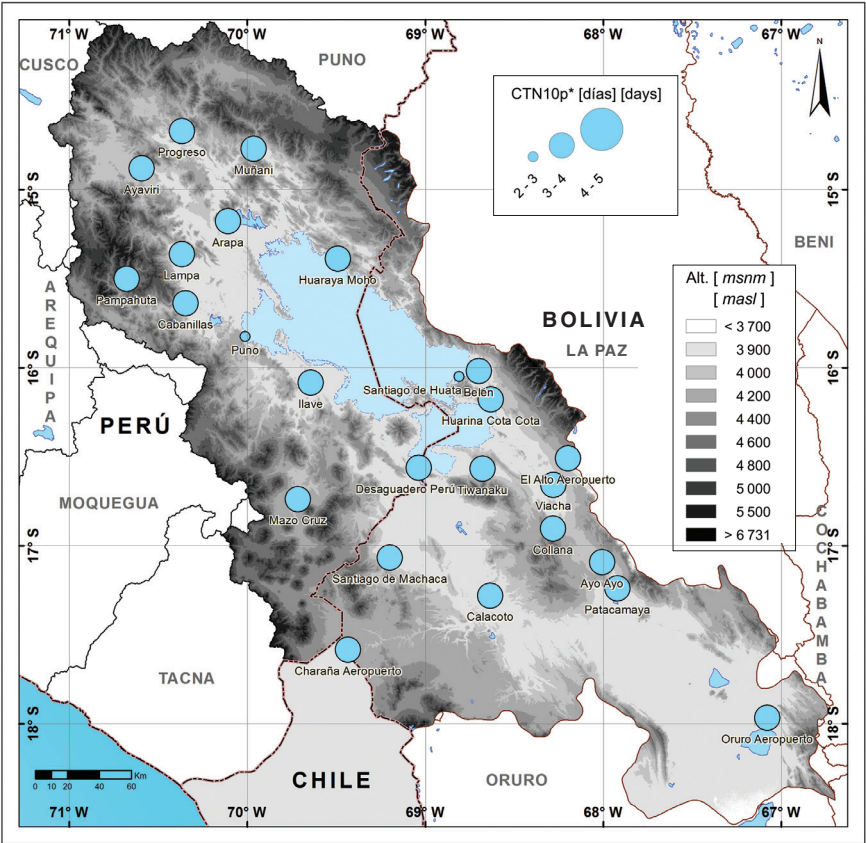 71°W
70°W
69°W
68°W
67°W
N
CUSCO
PUNO
CTN10p* [días] [days]
2 - 3
3 - 4
4 - 5
Progreso
Muñani
Ayaviri
15°S
15°S
Arapa
BENI
Lampa
Huaraya Moho
Pampahuta
Cabanillas
AREQUIPA
Alt. [ msnm ]
[ masl ]
< 3 700
3 900
4 000
4 200
4 400
4 600
4 800
5 000
5 500
> 6 731
BOLIVIA
LA PAZ
Puno
16°S
16°S
Santiago de Huata
Belén
Ilave
Huarina Cota Cota
PERÚ
Desaguadero Perú
Tiwanaku
El Alto Aeropuerto
Viacha
MOQUEGUA
Mazo Cruz
COCHABAMBA
17°S
17°S
Collana
Santiago de Machaca
Ayo Ayo
Patacamaya
Calacoto
Charaña Aeropuerto
TACNA
18°S
18°S
Oruro Aeropuerto
0 10 20 40 60 Km
CHILE
ORURO
71°W
70°W
69°W
68°W
67°W